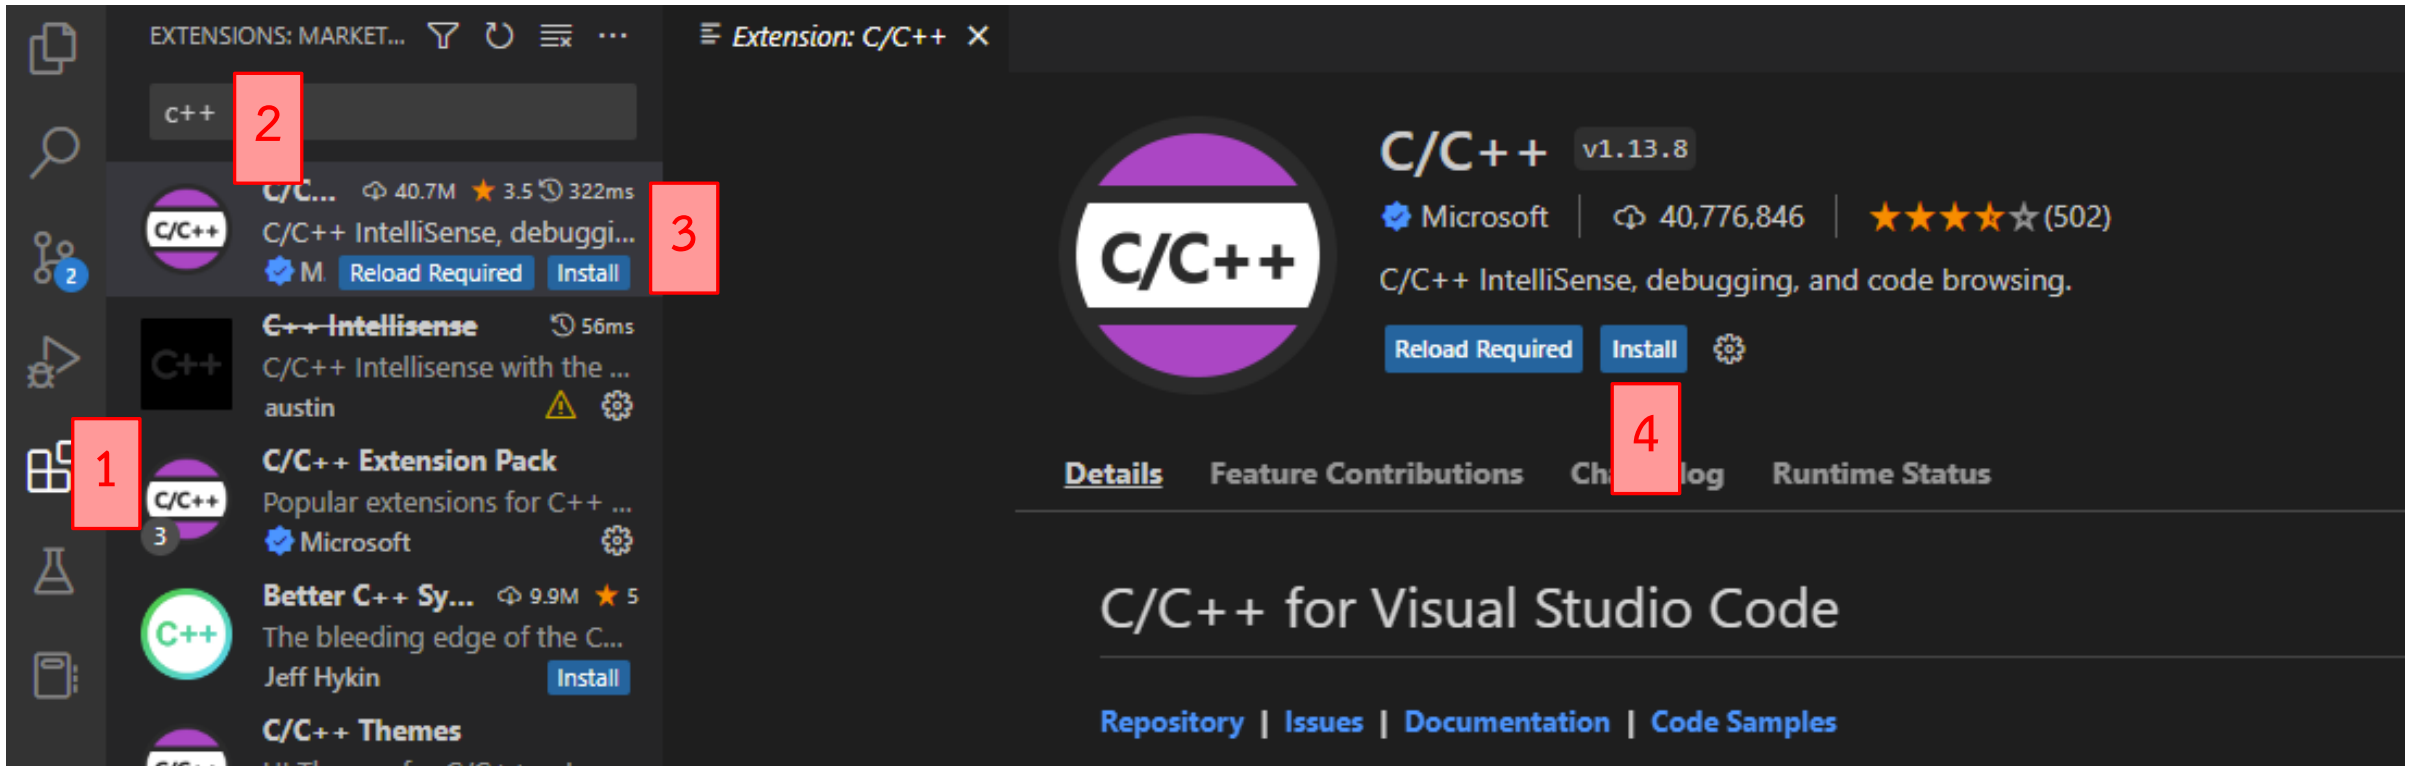 EXTENSIONS: MARKET...
c++
2
C/C...
40.7M
3.5
322ms
C/C++
C/C++ IntelliSense, debuggi...
M.
Reload Required
Install
3
C++ Intellisense
56ms
C++
C/C++ Intellisense with the ...
austin
1
2
C/C++ Extension Pack
C/C++
Popular extensions for C++ ...
3
Microsoft
Better C++ Sy...
9.9M
5
C++
The bleeding edge of the C...
Jeff Hykin
Install
C/C++ Themes
Extension: C/C++
C/C++
C/C++
v1.13.8
Microsoft
40,776,846
(502)
C/C++ IntelliSense, debugging, and code browsing.
Reload Required
Install
4
Details
Feature Contributions
Runtime Status
C/C++ for Visual Studio Code
Repository | Issues | Documentation | Code Samples